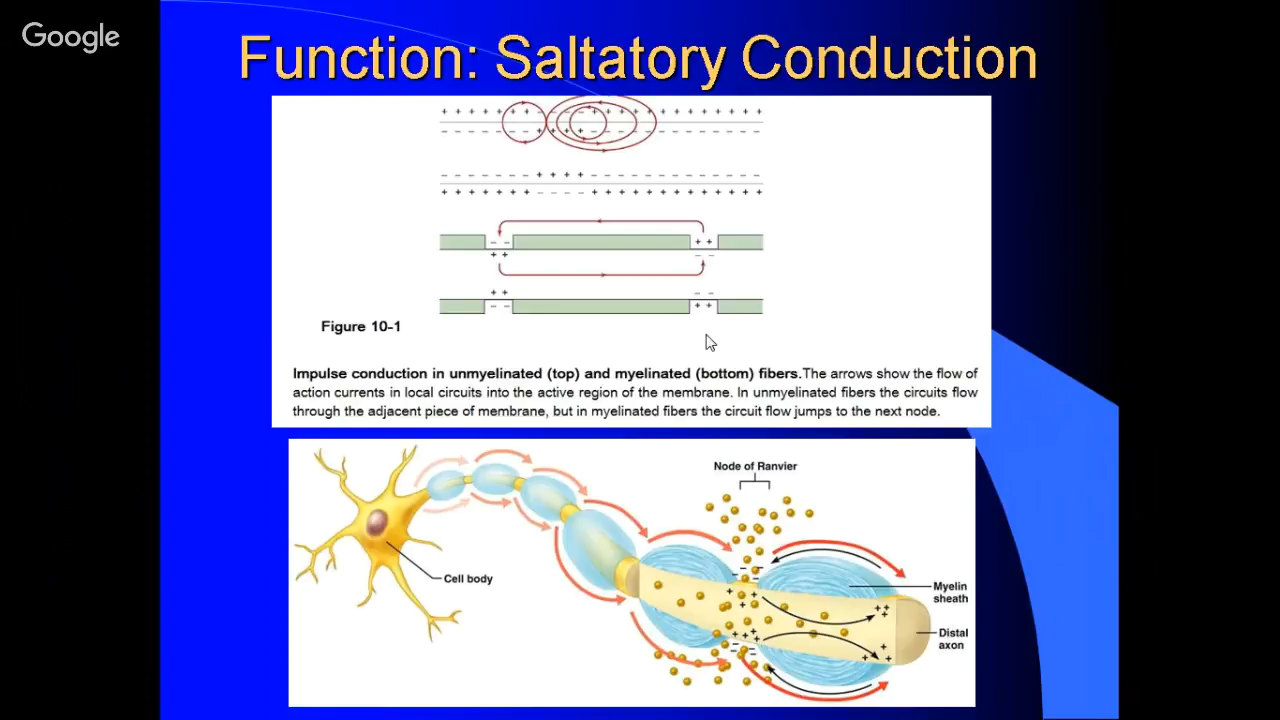 Google
Function: Saltatory Conduction
+ + + + + + + – – – – + + + + + + + + + + + + +
– – – – – – – + + + + – – – – – – – – – – – – –
– – – – – – – + + + + – – – – – – – – – – – – –
+ + + + + + + – – – – + + + + + + + + + + + + +
– – + +
+ + – –
+ + – –
– – + +
Figure 10-1
Impulse conduction in unmyelinated (top) and myelinated (bottom) fibers.The arrows show the flow of
action currents in local circuits into the active region of the membrane. In unmyelinated fibers the circuits flow
through the adjacent piece of membrane, but in myelinated fibers the circuit flow jumps to the next node.
Node of Ranvier
Cell body
Myelin
sheath
Distal
axon